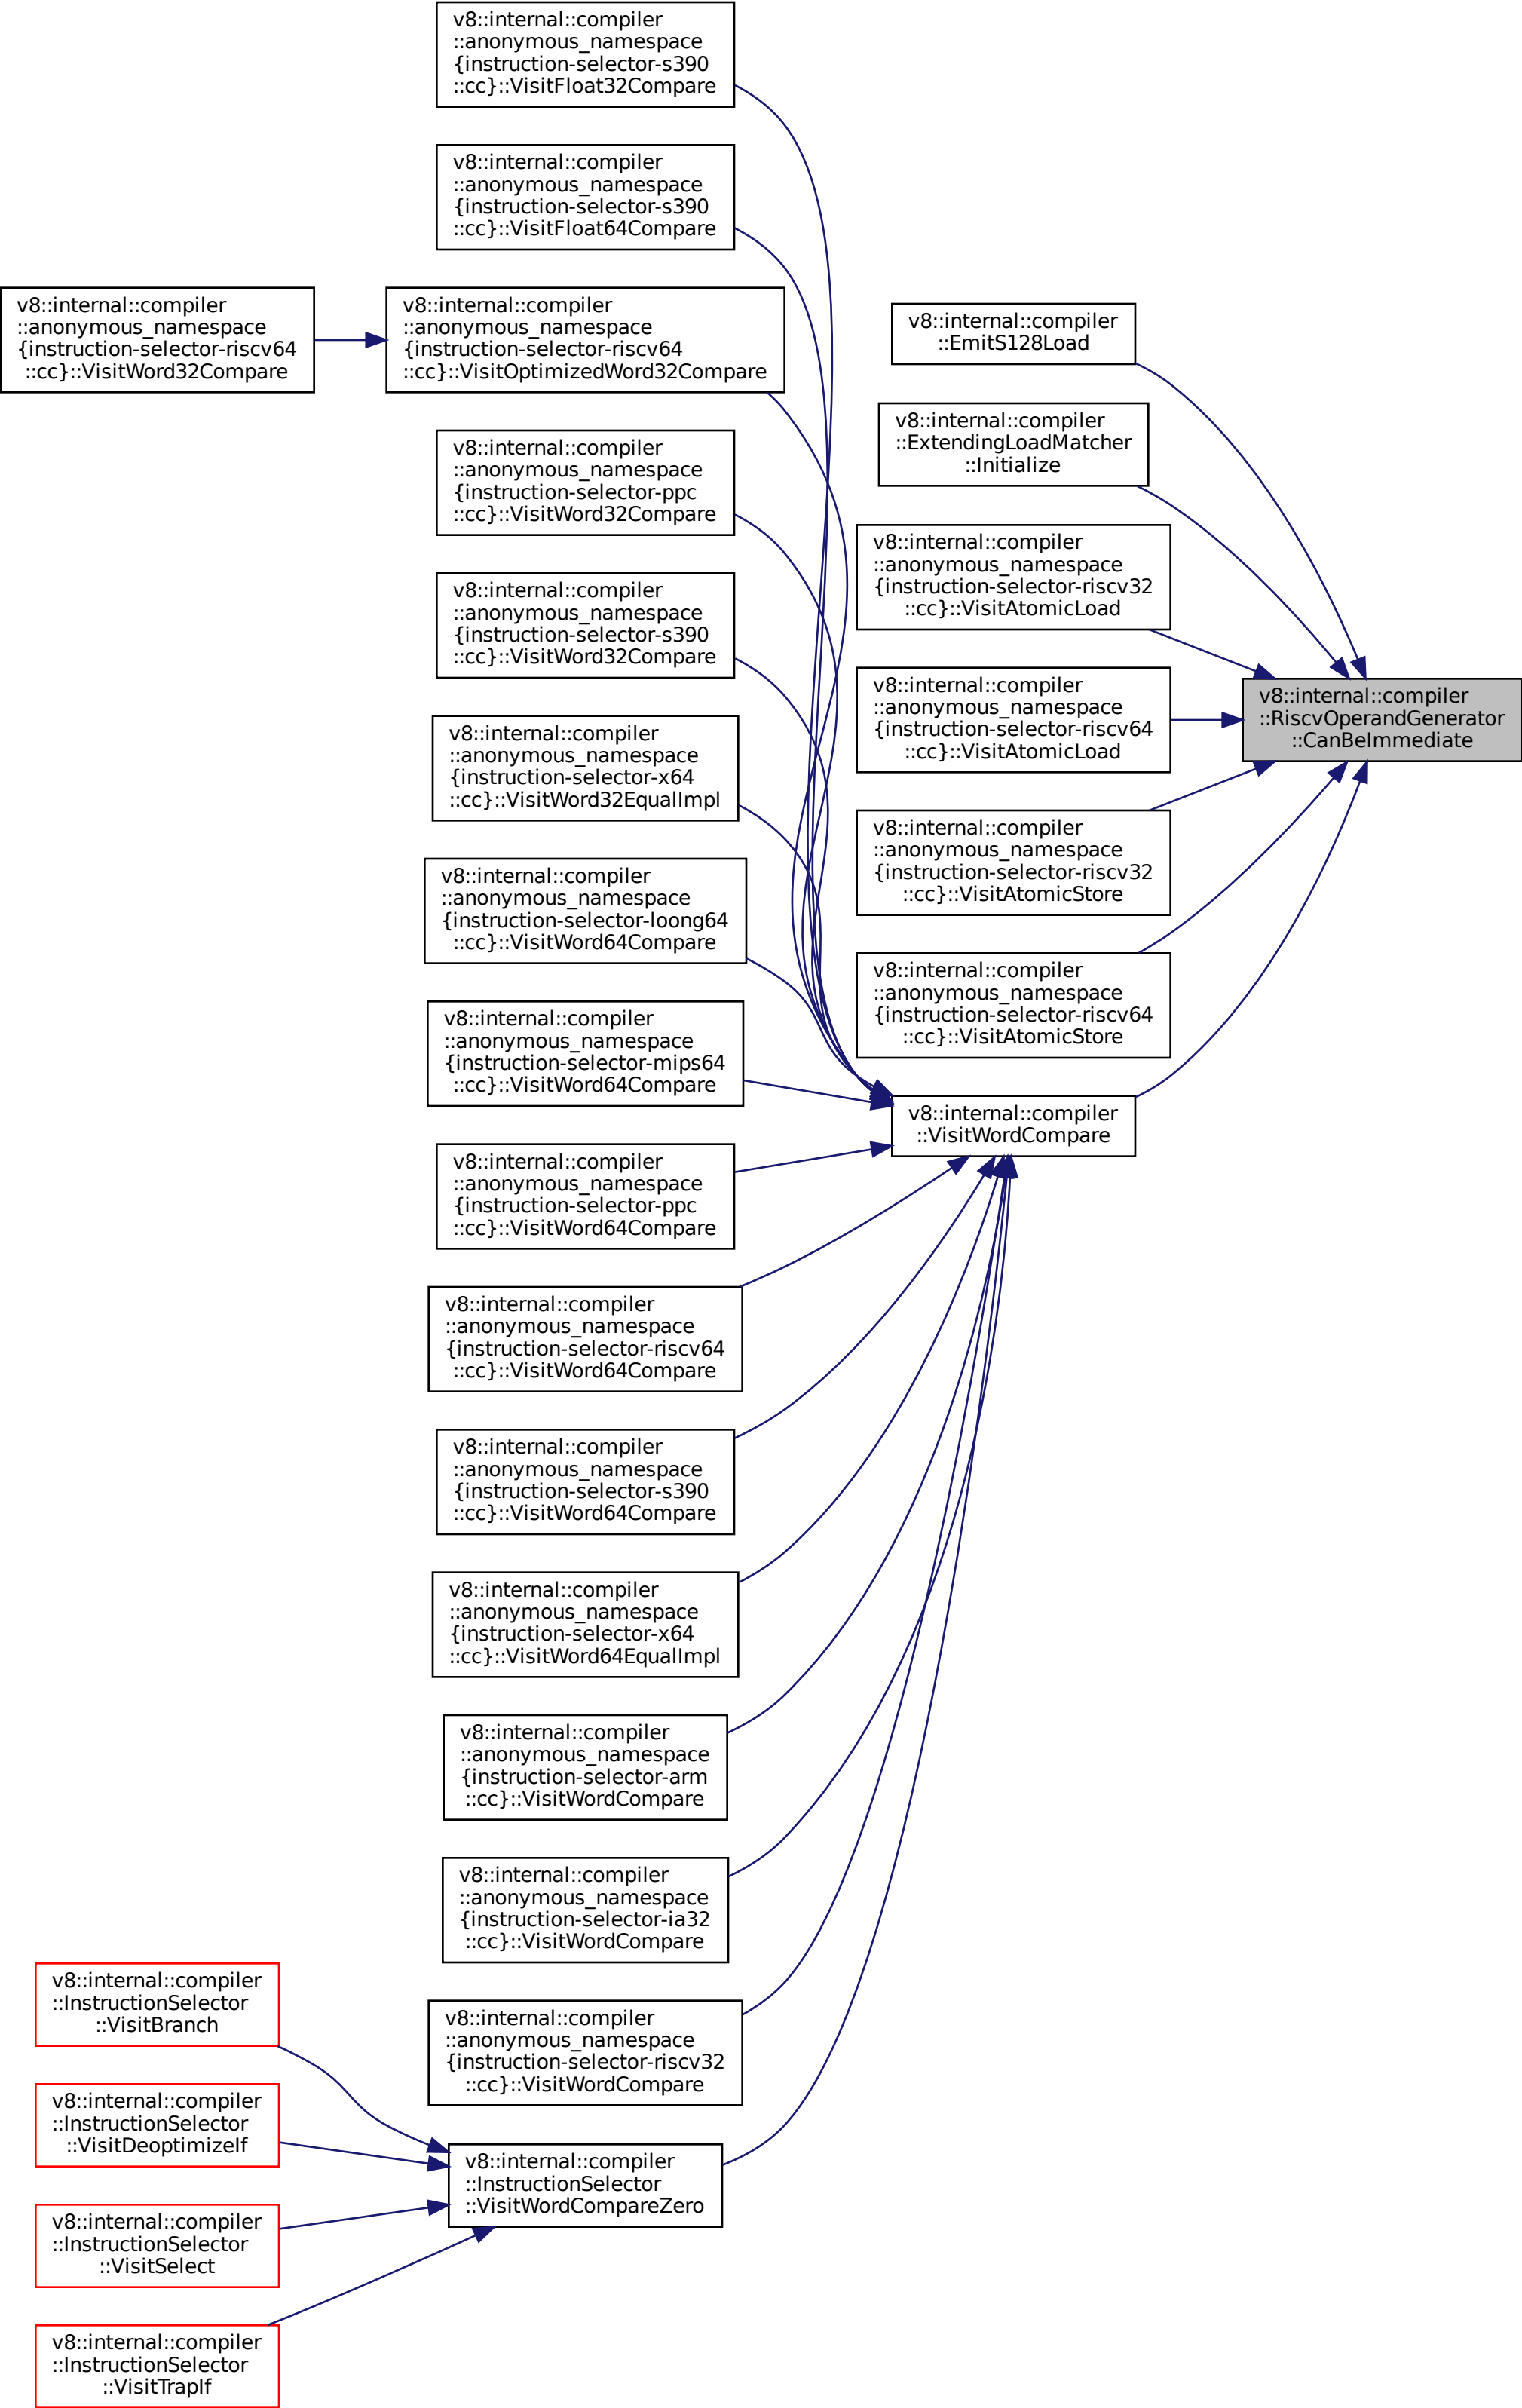 v8::internal::compiler
::anonymous_namespace
{instruction-selector-s390
::cc}::VisitFloat32Compare
v8::internal::compiler
::anonymous_namespace
{instruction-selector-s390
::cc}::VisitFloat64Compare
v8::internal::compiler
::anonymous_namespace
{instruction-selector-riscv64
::cc}::VisitWord32Compare
v8::internal::compiler
::anonymous_namespace
{instruction-selector-riscv64
::cc}::VisitOptimizedWord32Compare
v8::internal::compiler
::anonymous_namespace
{instruction-selector-ppc
::cc}::VisitWord32Compare
v8::internal::compiler
::anonymous_namespace
{instruction-selector-s390
::cc}::VisitWord32Compare
v8::internal::compiler
::anonymous_namespace
{instruction-selector-x64
::cc}::VisitWord32EqualImpl
v8::internal::compiler
::anonymous_namespace
{instruction-selector-loong64
::cc}::VisitWord64Compare
v8::internal::compiler
::anonymous_namespace
{instruction-selector-mips64
::cc}::VisitWord64Compare
v8::internal::compiler
::anonymous_namespace
{instruction-selector-ppc
::cc}::VisitWord64Compare
v8::internal::compiler
::anonymous_namespace
{instruction-selector-riscv64
::cc}::VisitWord64Compare
v8::internal::compiler
::anonymous_namespace
{instruction-selector-s390
::cc}::VisitWord64Compare
v8::internal::compiler
::anonymous_namespace
{instruction-selector-x64
::cc}::VisitWord64EqualImpl
v8::internal::compiler
::anonymous_namespace
{instruction-selector-arm
::cc}::VisitWordCompare
v8::internal::compiler
::anonymous_namespace
{instruction-selector-ia32
::cc}::VisitWordCompare
v8::internal::compiler
::anonymous_namespace
{instruction-selector-riscv32
::cc}::VisitWordCompare
v8::internal::compiler
::InstructionSelector
::VisitWordCompareZero
v8::internal::compiler
::InstructionSelector
::VisitBranch
v8::internal::compiler
::InstructionSelector
::VisitDeoptimizeIf
v8::internal::compiler
::InstructionSelector
::VisitSelect
v8::internal::compiler
::InstructionSelector
::VisitTrapIf
v8::internal::compiler
::EmitS128Load
v8::internal::compiler
::ExtendingLoadMatcher
::Initialize
v8::internal::compiler
::anonymous_namespace
{instruction-selector-riscv32
::cc}::VisitAtomicLoad
v8::internal::compiler
::anonymous_namespace
{instruction-selector-riscv64
::cc}::VisitAtomicLoad
v8::internal::compiler
::anonymous_namespace
{instruction-selector-riscv32
::cc}::VisitAtomicStore
v8::internal::compiler
::anonymous_namespace
{instruction-selector-riscv64
::cc}::VisitAtomicStore
v8::internal::compiler
::VisitWordCompare
v8::internal::compiler
::RiscvOperandGenerator
::CanBeImmediate